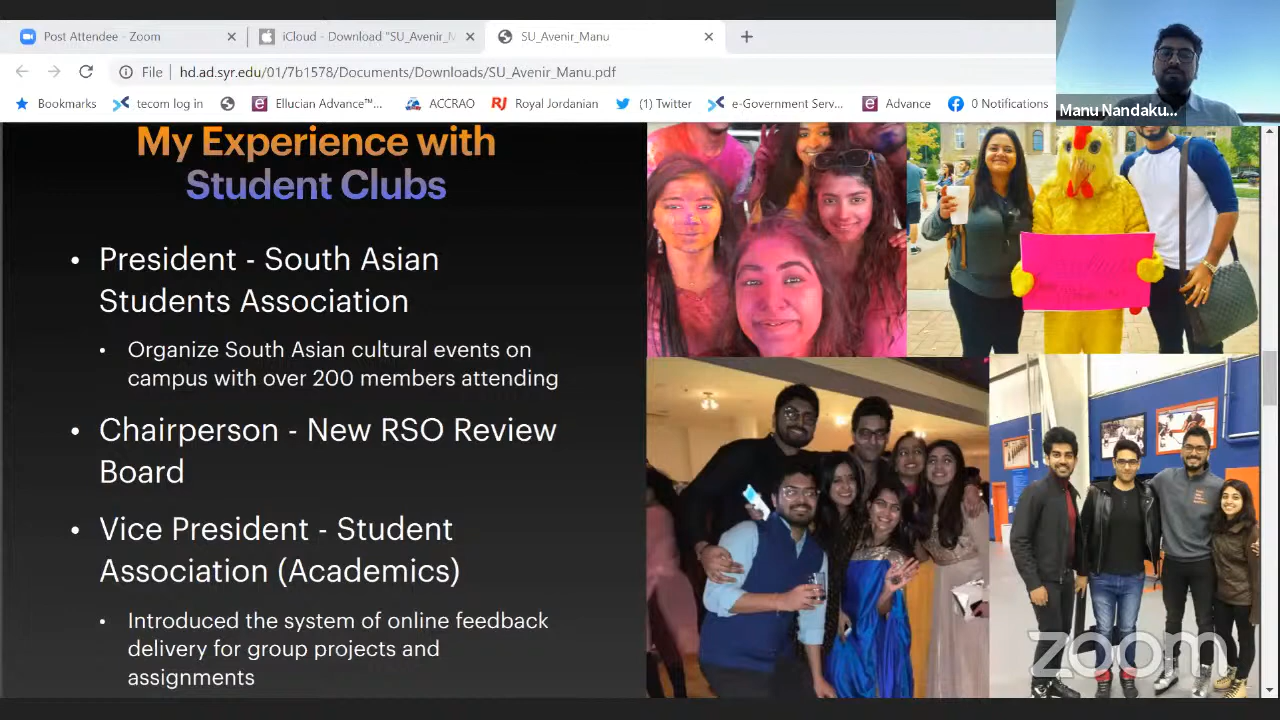 Post Attendee - Zoom
iCloud - Download "SU_Avenir_M
SU_Avenir_Manu
File
hd.ad.syr.edu/01/7b1578/Documents/Downloads/SU_Avenir_Manu.pdf
Bookmarks
tecom log in
Ellucian Advance™...
ACCRAO
RJ Royal Jordanian
(1) Twitter
e-Government Serv...
Advance
0 Notifications
Manu Nandaku...
My Experience with
Student Clubs
• President - South Asian
Students Association
• Organize South Asian cultural events on
campus with over 200 members attending
• Chairperson - New RSO Review
Board
• Vice President - Student
Association (Academics)
• Introduced the system of online feedback
delivery for group projects and
assignments
zoom